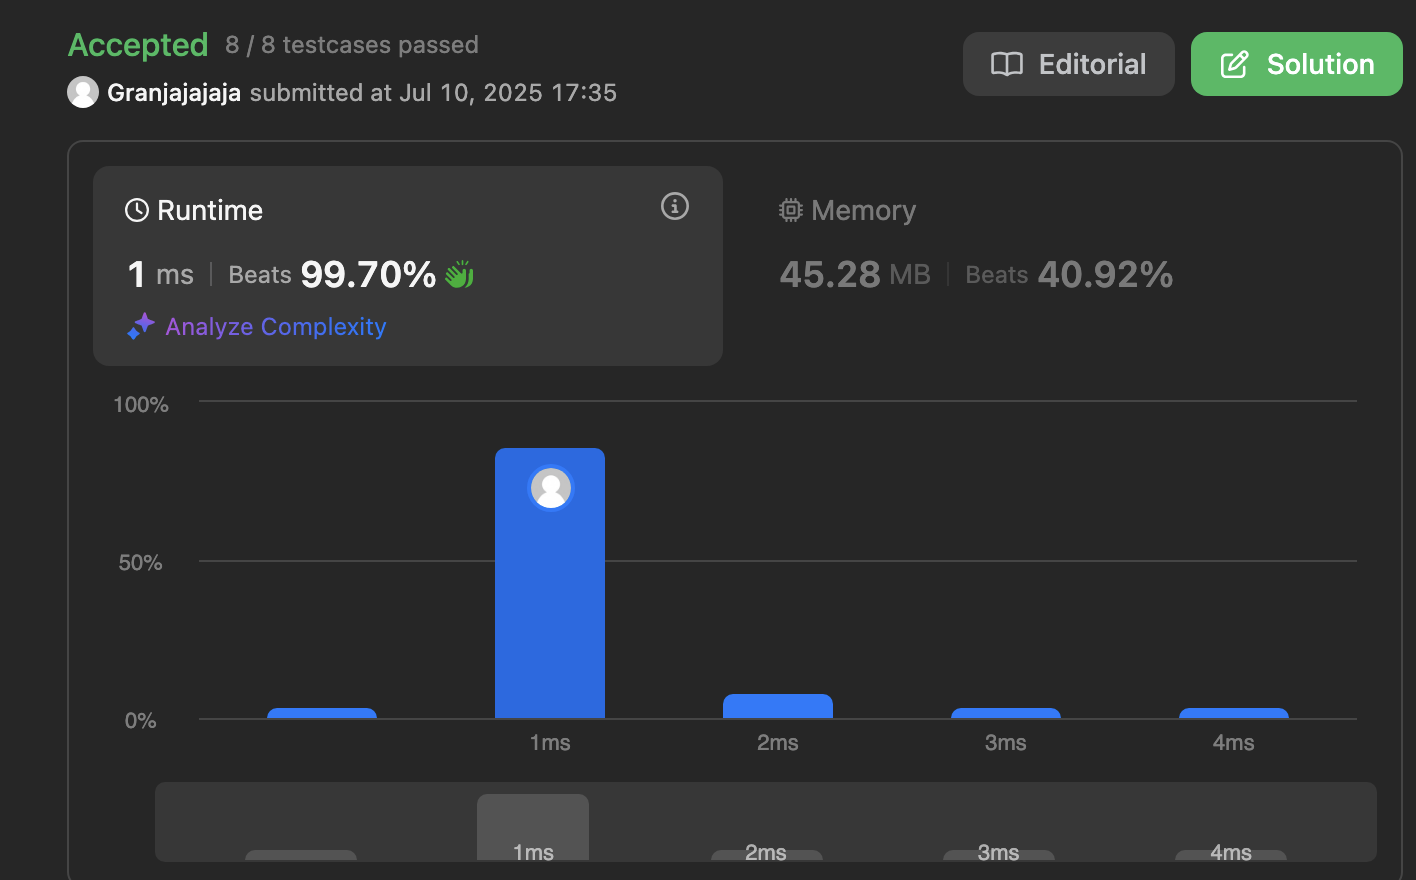 Accepted 8 / 8 testcases passed
Granjajajaja submitted at Jul 10, 2025 17:35
Editorial
Solution
Runtime
1 ms | Beats 99.70%
Analyze Complexity
Memory
45.28 MB | Beats 40.92%
100%
50%
0%
1ms 2ms 3ms 4ms
1ms 2ms 3ms 4ms